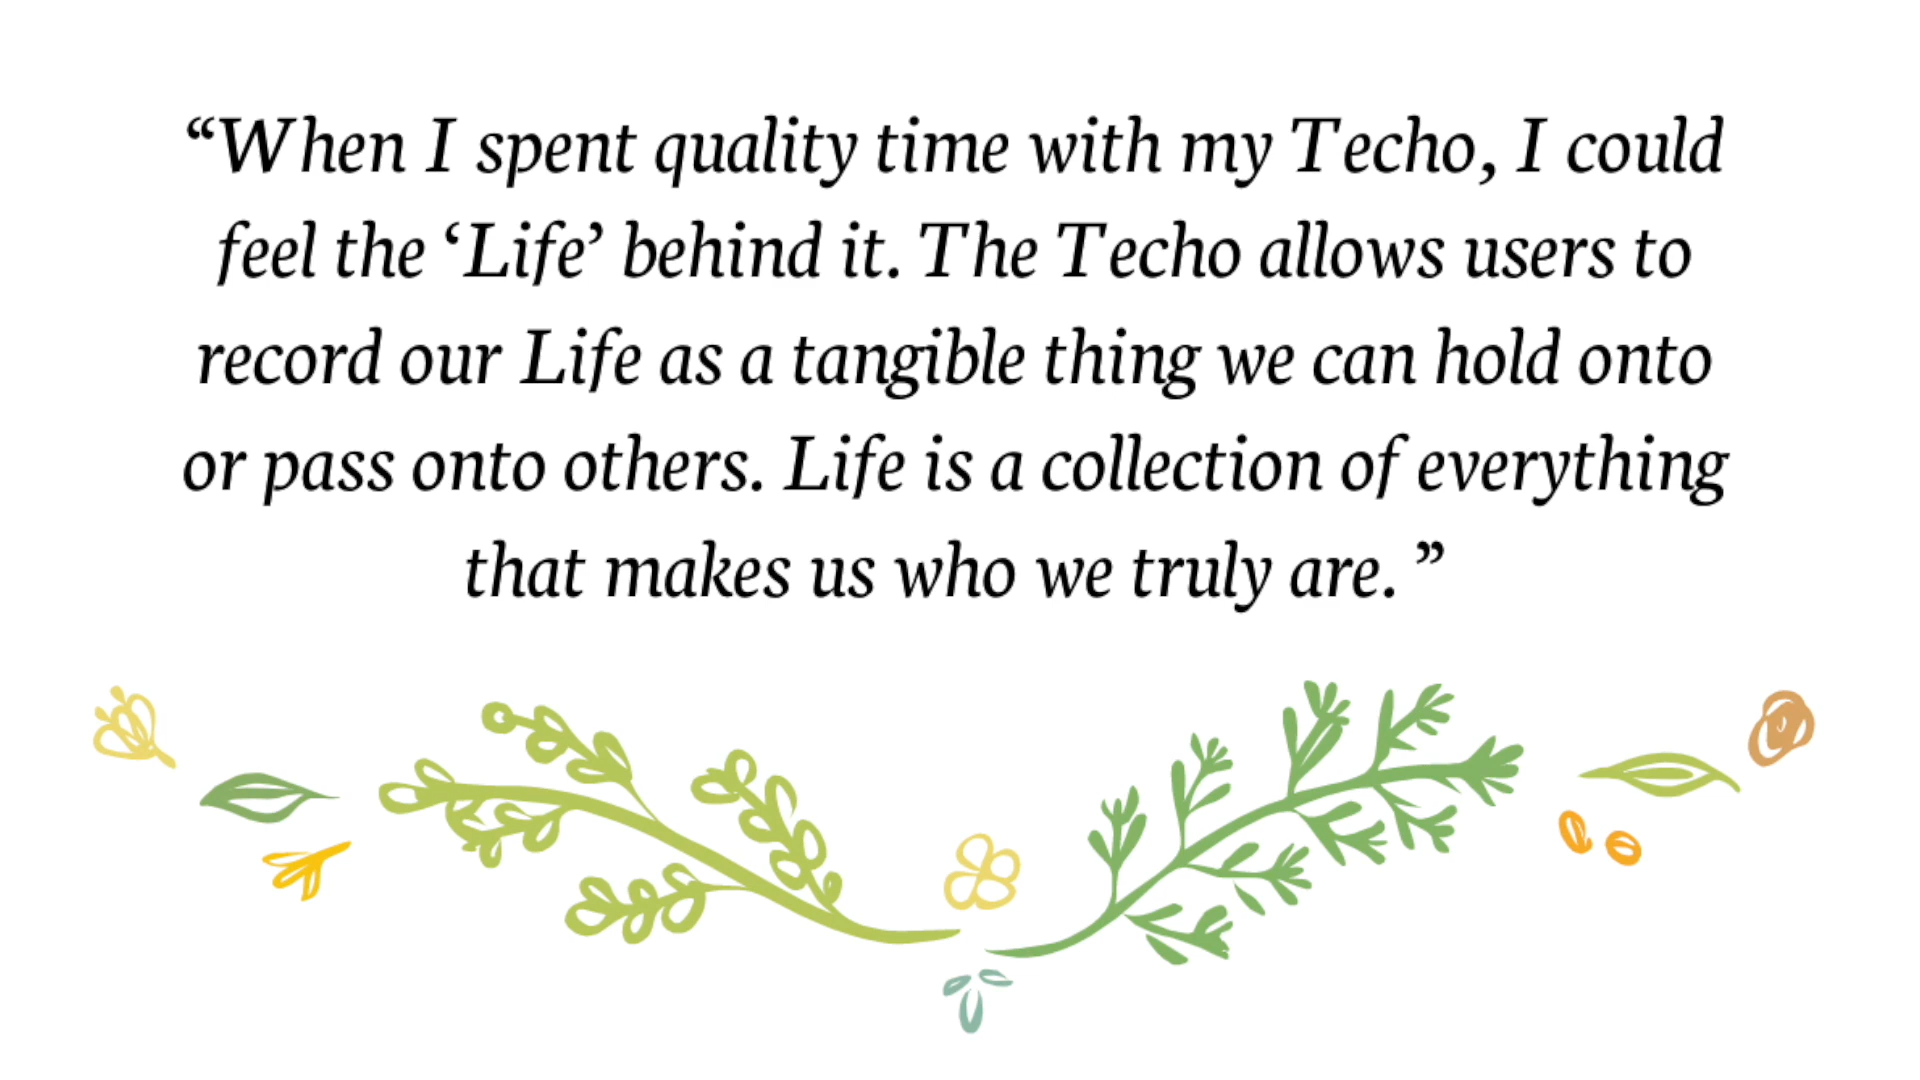 “When I spent quality time with my Techo, I could
feel the ‘Life’ behind it. The Techo allows users to
record our Life as a tangible thing we can hold onto
or pass onto others. Life is a collection of everything
that makes us who we truly are. ”